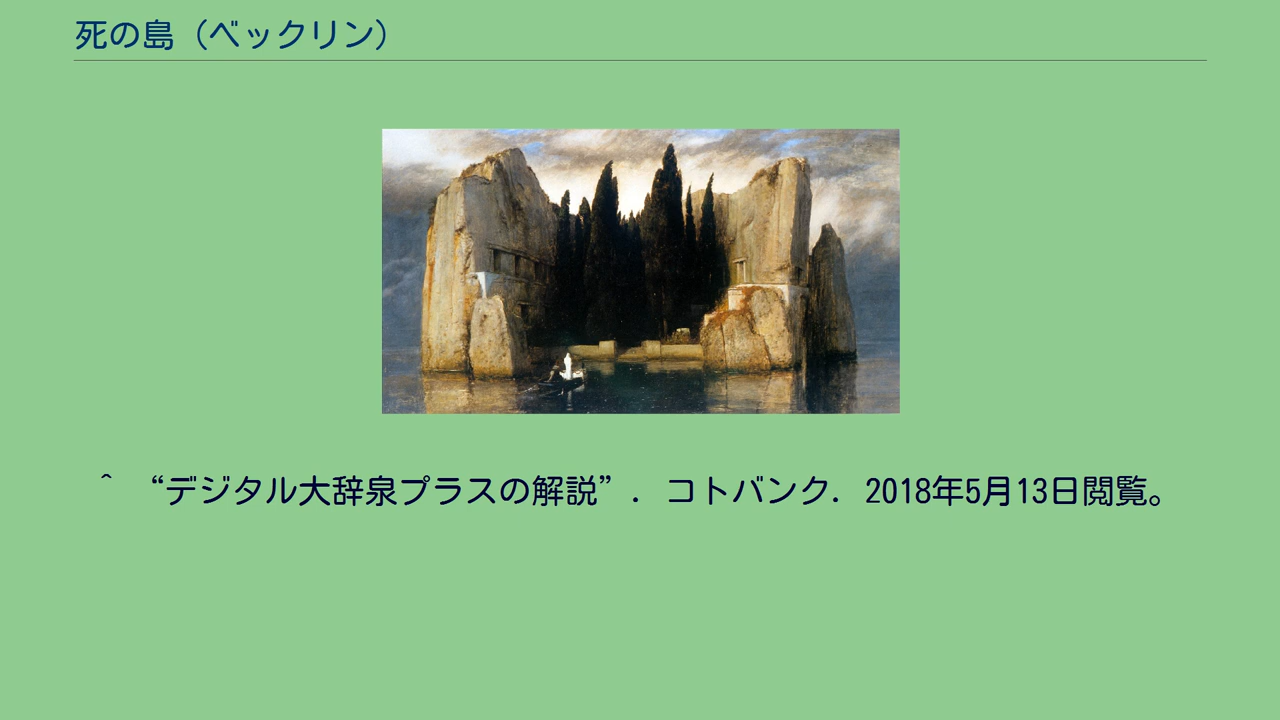 死の島（ベックリン）
^ “デジタル大辞泉プラスの解説”. コトバンク. 2018年5月13日閲覧。